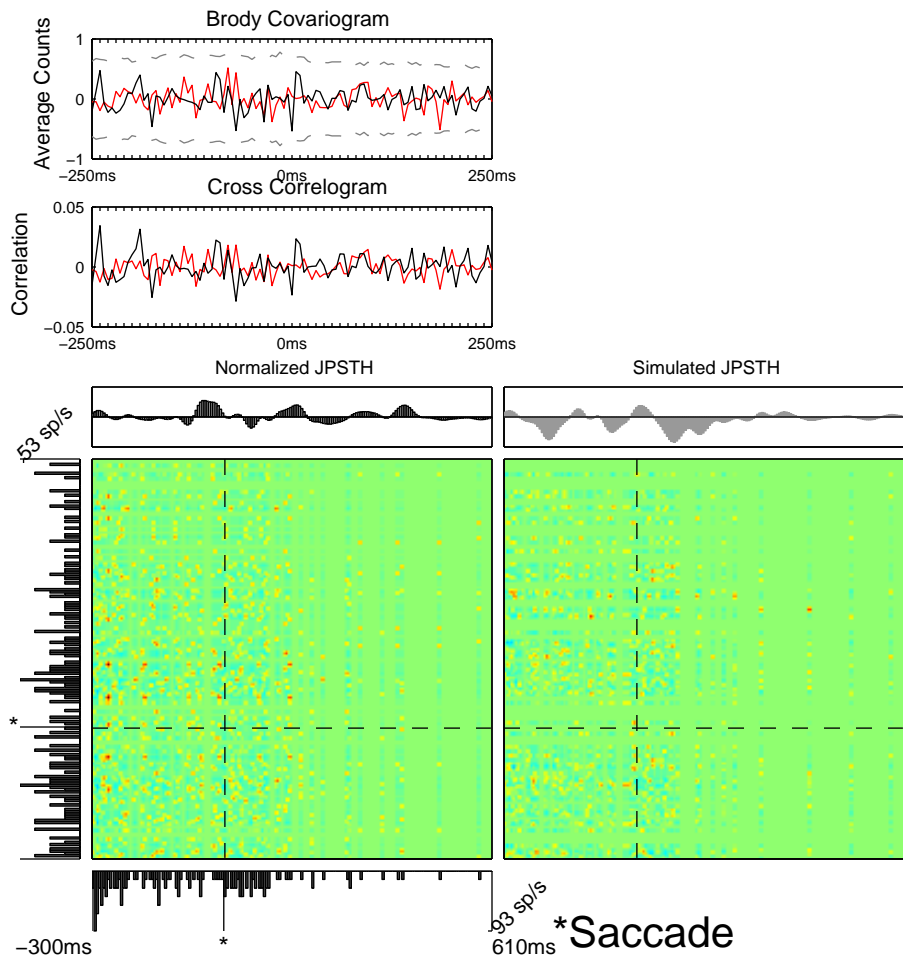 Brody Covariogram
Average Counts
1
0
−1
−250ms
0ms
250ms
Cross Correlogram
Correlation
0.05
0
−0.05
−250ms
0ms
250ms
Normalized JPSTH
Simulated JPSTH
53 sp/s
*
*
93 sp/s
−300ms
610ms
*Saccade